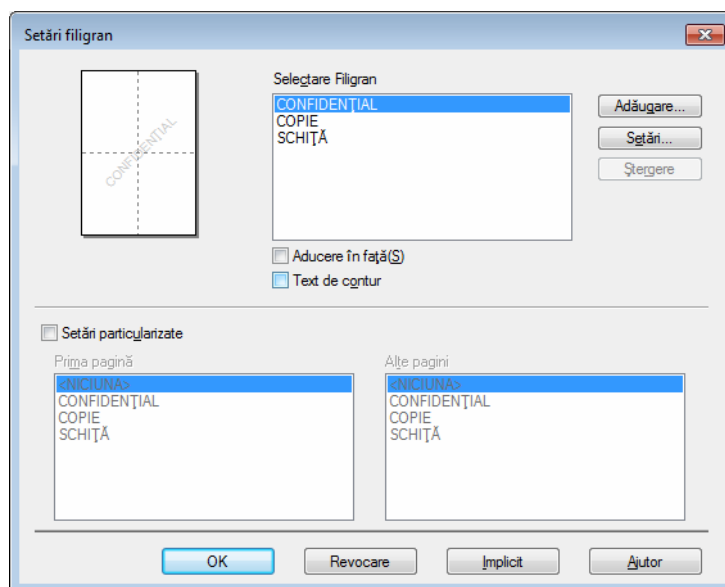 Setări filigran
Selectare Filigran
CONFIDENŢIAL
COPIE
SCHIŢĂ
Adăugare...
Setări...
Ştergere
CONFIDENŢIAL
Aducere în faţă(S)
Text de contur
Setări particularizate
Prima pagină
<NICIUNA>
CONFIDENŢIAL
COPIE
SCHIŢĂ
Alte pagini
<NICIUNA>
CONFIDENŢIAL
COPIE
SCHIŢĂ
OK
Revocare
Implicit
Ajutor